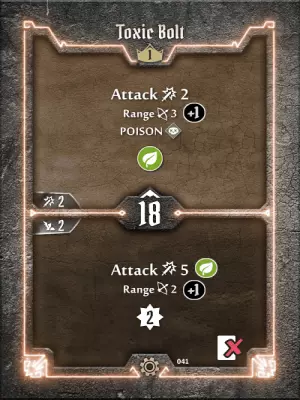 Toxic Bolt
1
Attack 2
Range 3 +1
POISON
2
18
2
Attack 5
Range 2 +1
2
041